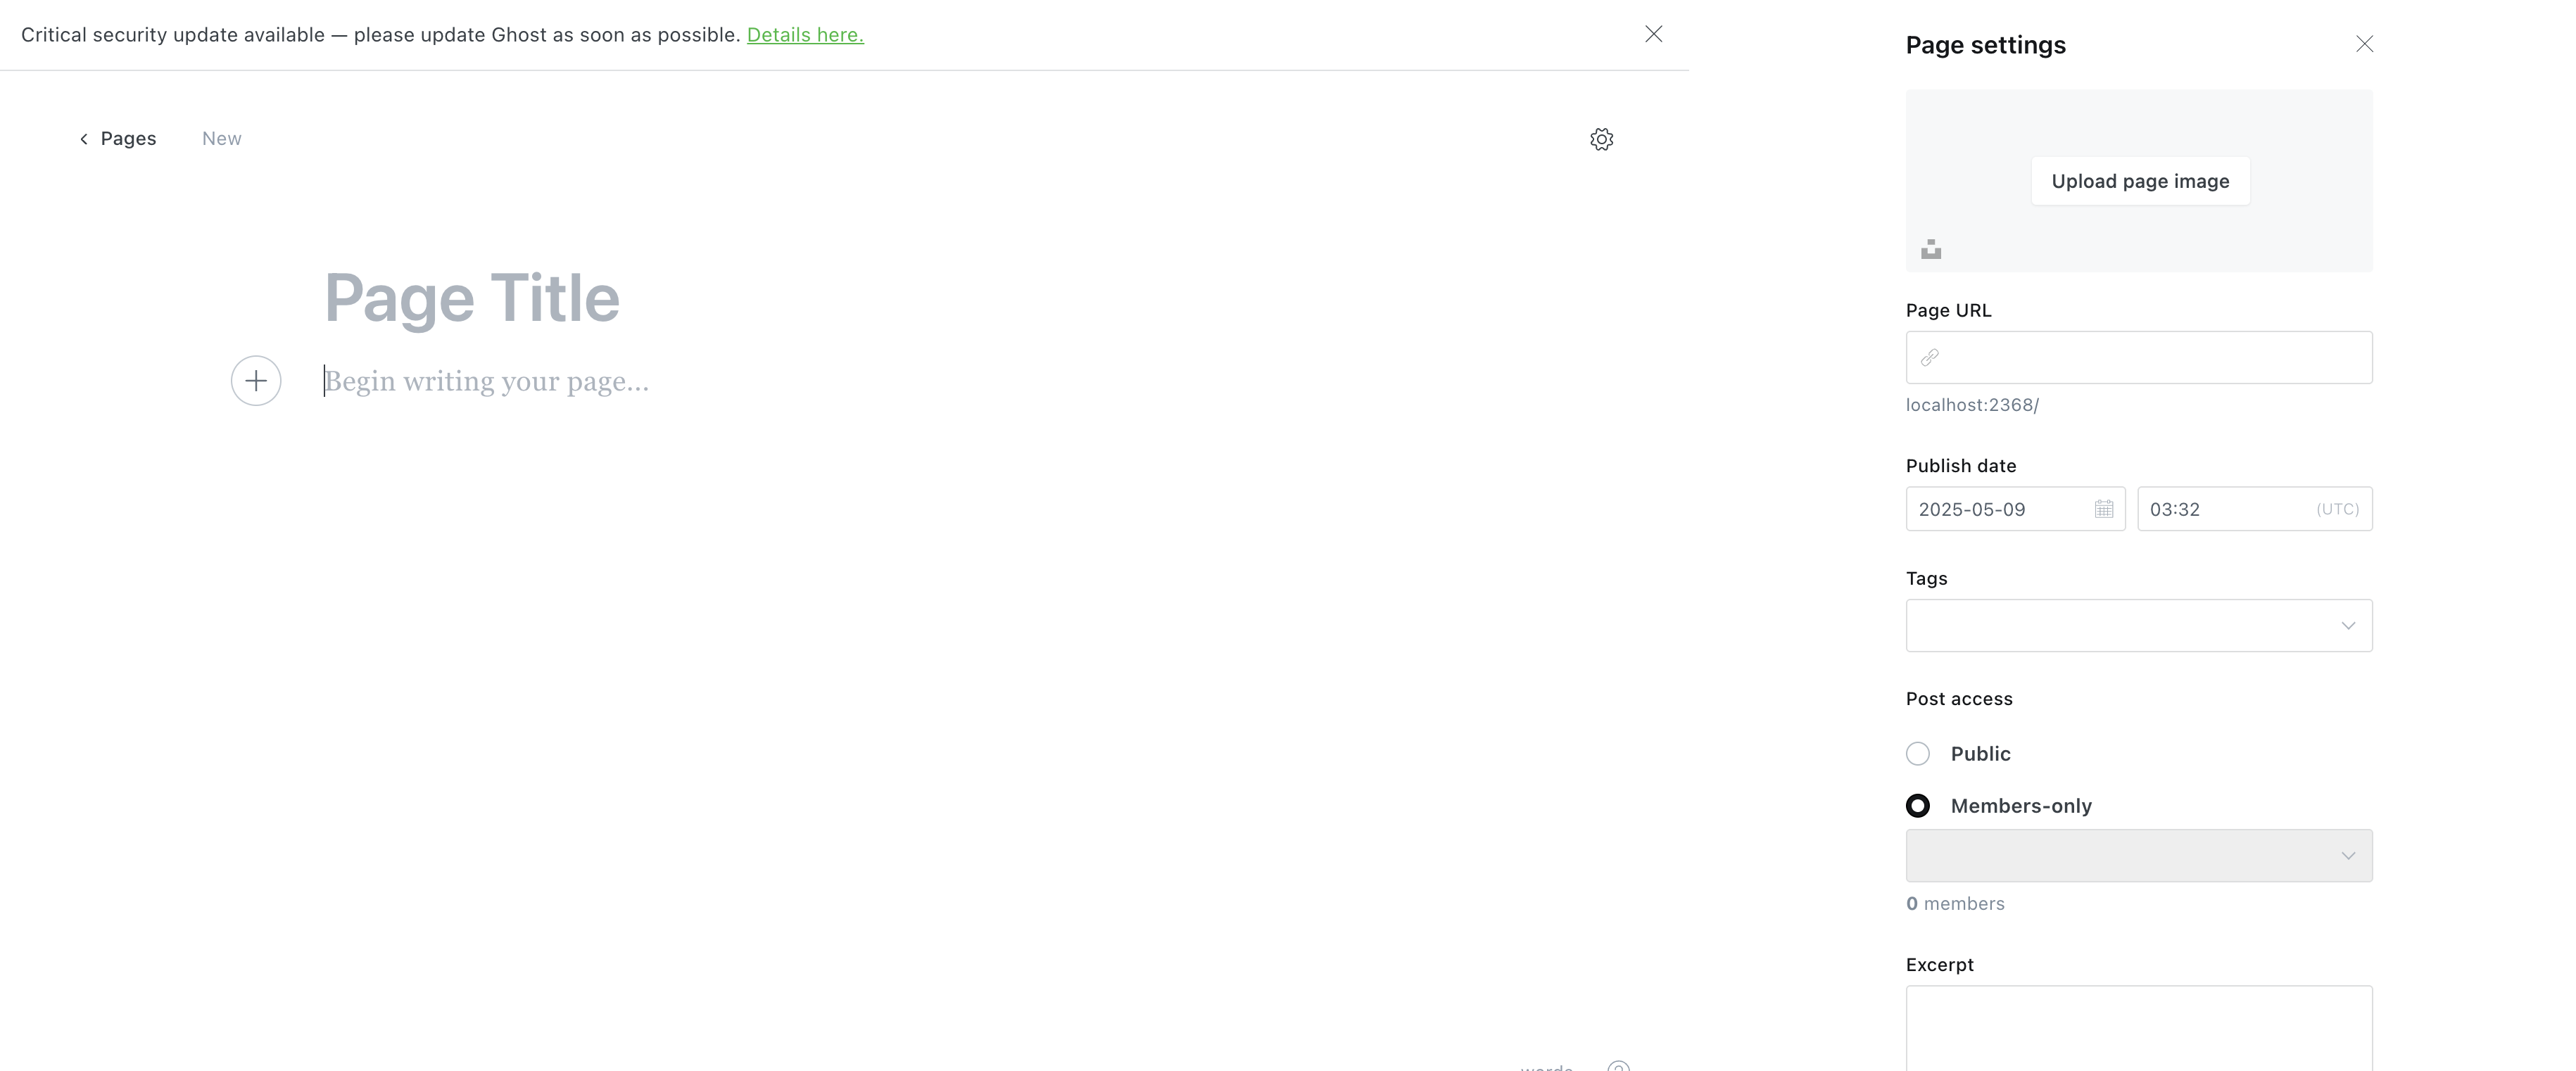 Critical security update available — please update Ghost as soon as possible. Details here.
Pages
New
Page Title
Begin writing your page...
words
Page settings
Upload page image
Page URL
localhost:2368/
Publish date
2025-05-09
03:32
(UTC)
Tags
Post access
Public
Members-only
0 members
Excerpt